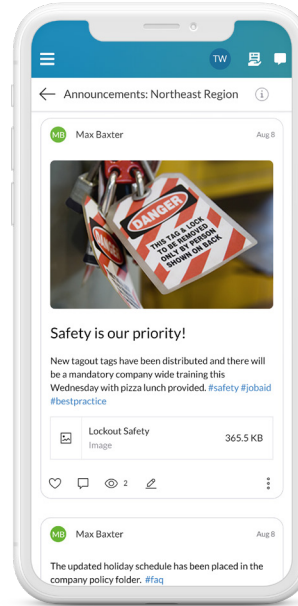 TW
Announcements: Northeast Region
MB Max Baxter Aug 8
DANGER
DANGER
THIS TAG & LOCK
TO BE REMOVED
ONLY BY PERSON
SHOWN ON BACK
Safety is our priority!
New tagout tags have been distributed and there will
be a mandatory company wide training this
Wednesday with pizza lunch provided. #safety #jobaid
#bestpractice
Lockout Safety
Image
365.5 KB
2
MB Max Baxter Aug 8
The updated holiday schedule has been placed in the
company policy folder. #faq